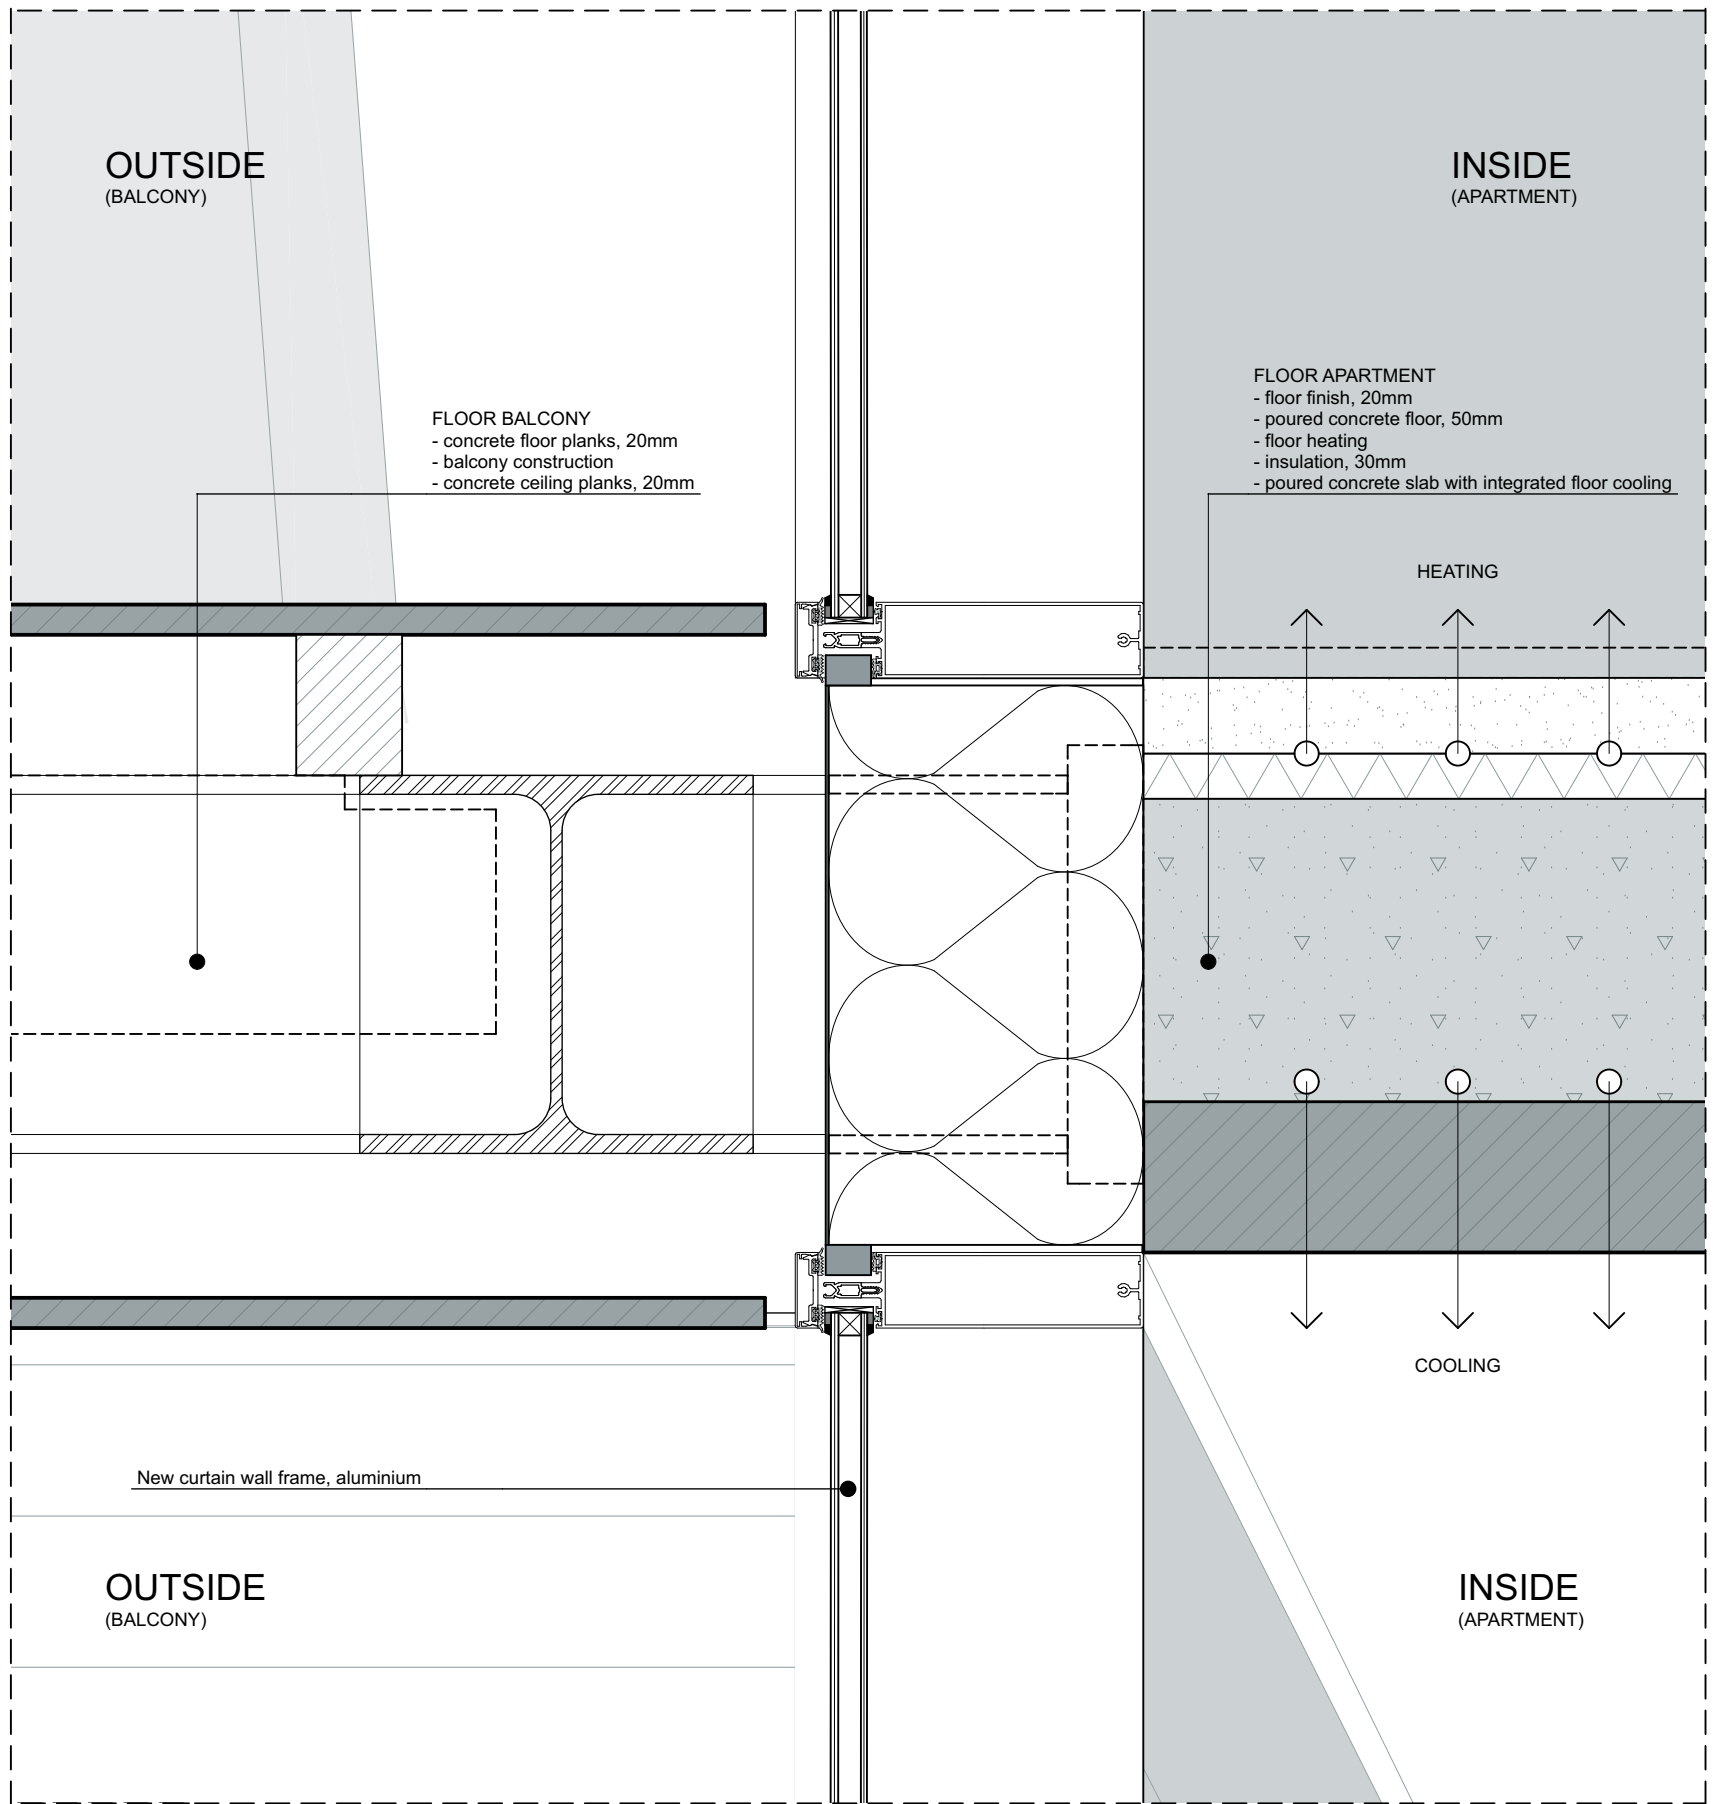 OUTSIDE
(BALCONY)
INSIDE
(APARTMENT)
FLOOR BALCONY
- concrete floor planks, 20mm
- balcony construction
- concrete ceiling planks, 20mm
FLOOR APARTMENT
- floor finish, 20mm
- poured concrete floor, 50mm
- floor heating
- insulation, 30mm
- poured concrete slab with integrated floor cooling
HEATING
COOLING
New curtain wall frame, aluminium
OUTSIDE
(BALCONY)
INSIDE
(APARTMENT)